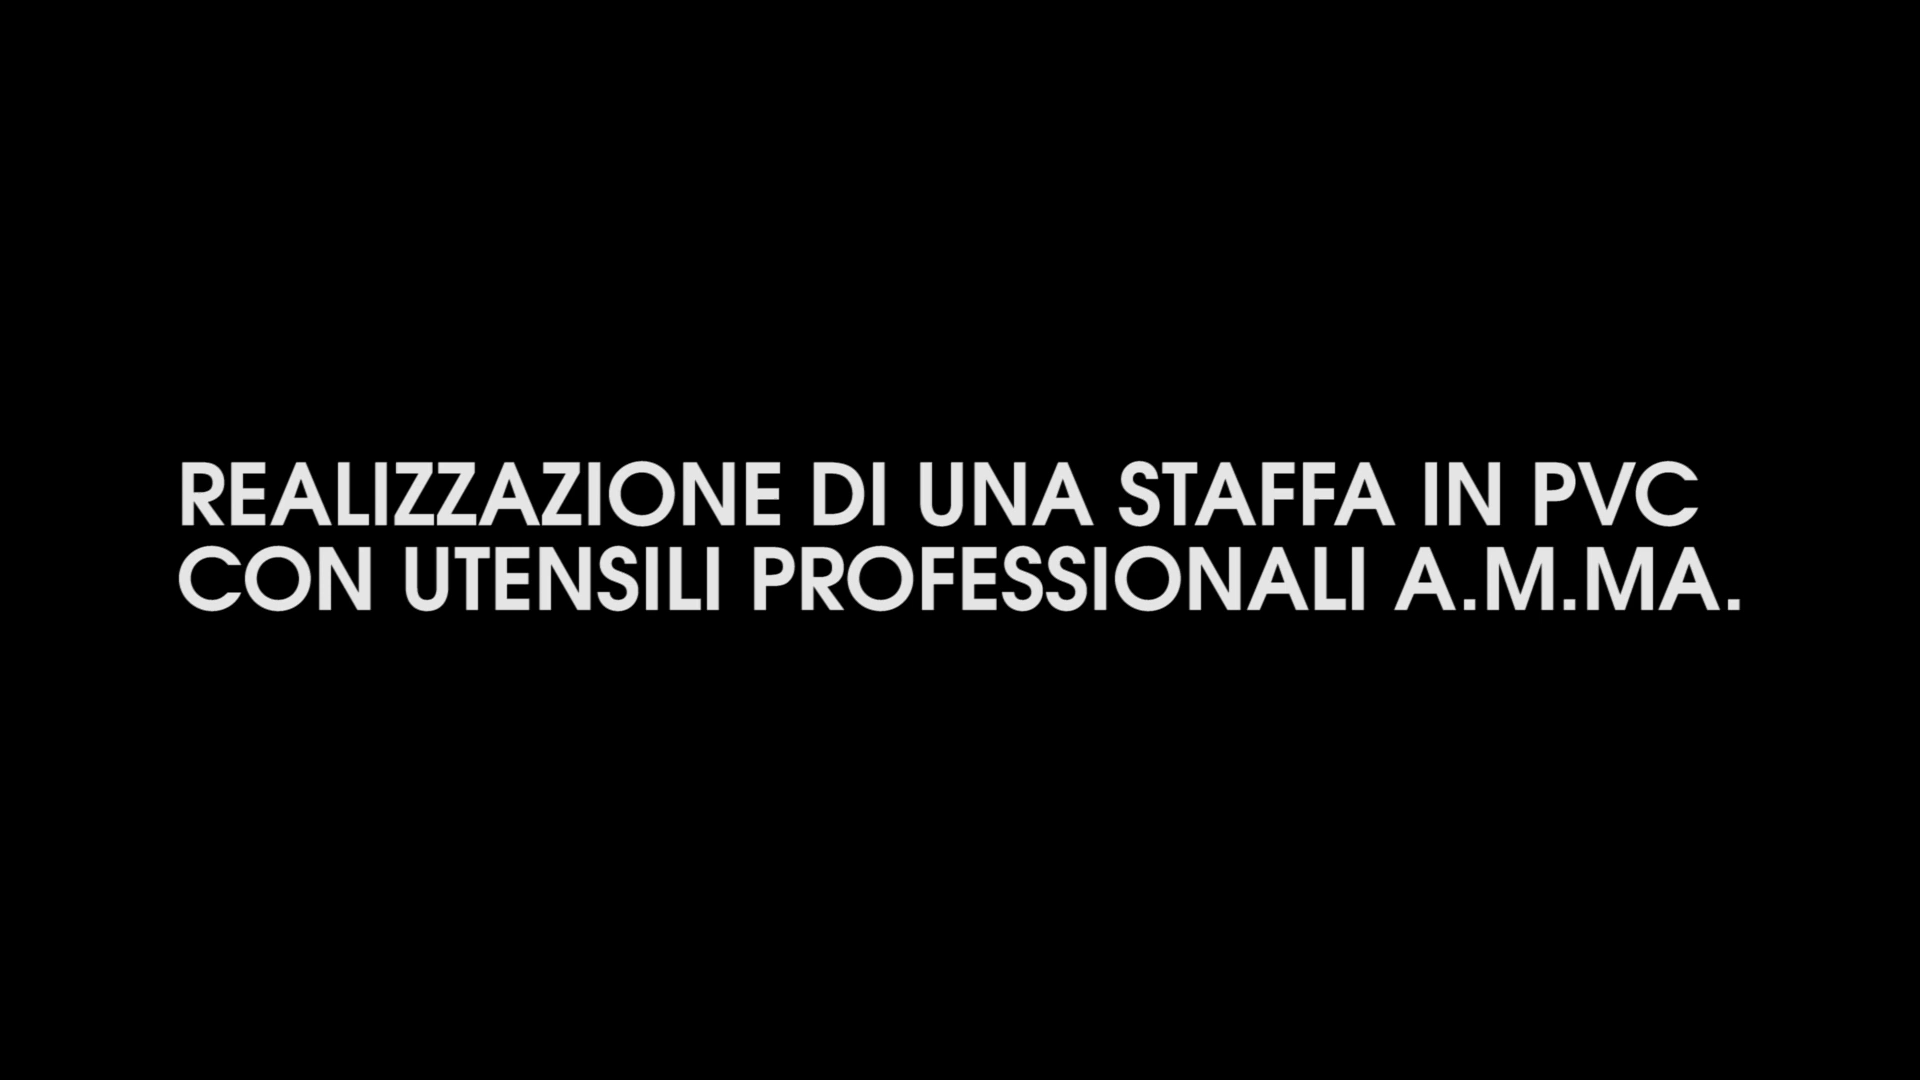 REALIZZAZIONE DI UNA STAFFA IN PVC
CON UTENSILI PROFESSIONALI A.M.MA.